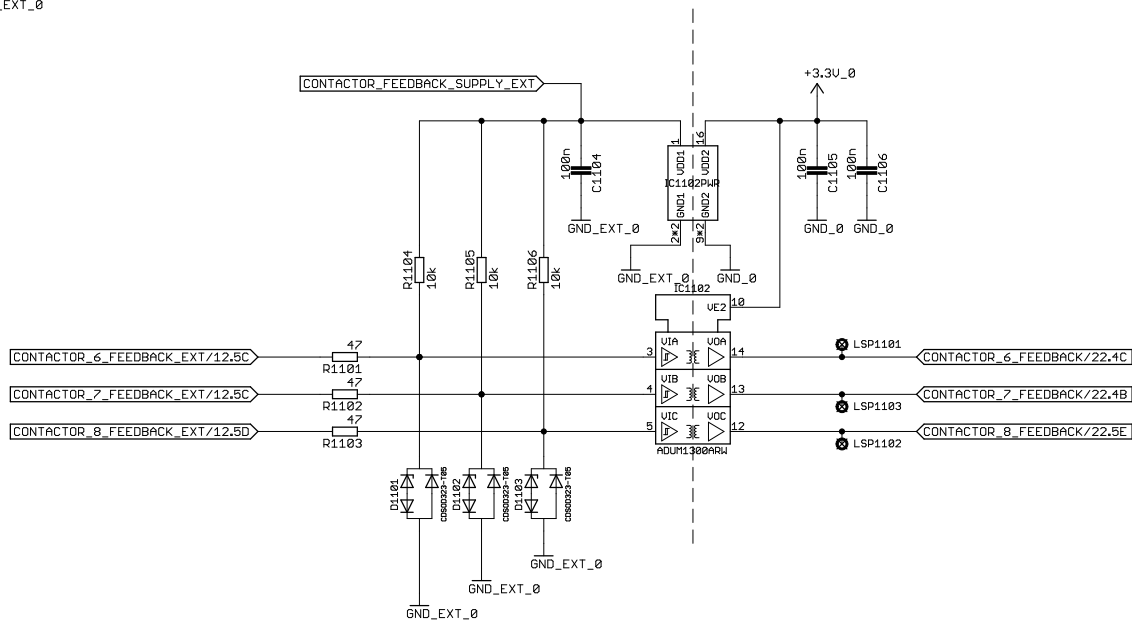 _EXT_0
CONTACTOR_FEEDBACK_SUPPLY_EXT
+3.3V_0
1
16
VDD1
VDD2
IC1102PWR
GND1
GND2
2*2
9*2
100n
C1104
GND_EXT_0
100n
C1105
GND_0
100n
C1106
GND_0
GND_EXT_0
GND_0
R1104
10k
R1105
10k
R1106
10k
IC1102
VE2
10
CONTACTOR_6_FEEDBACK_EXT/12.5C
47
R1101
3
VIA
VOA
14
LSP1101
CONTACTOR_6_FEEDBACK/22.4C
CONTACTOR_7_FEEDBACK_EXT/12.5C
47
R1102
4
VIB
VOB
13
LSP1103
CONTACTOR_7_FEEDBACK/22.4B
CONTACTOR_8_FEEDBACK_EXT/12.5D
47
R1103
5
VIC
VOC
12
LSP1102
CONTACTOR_8_FEEDBACK/22.5E
ADUM1300ARW
D1101
CDSOD323-T05
D1102
CDSOD323-T05
D1103
CDSOD323-T05
GND_EXT_0
GND_EXT_0
GND_EXT_0